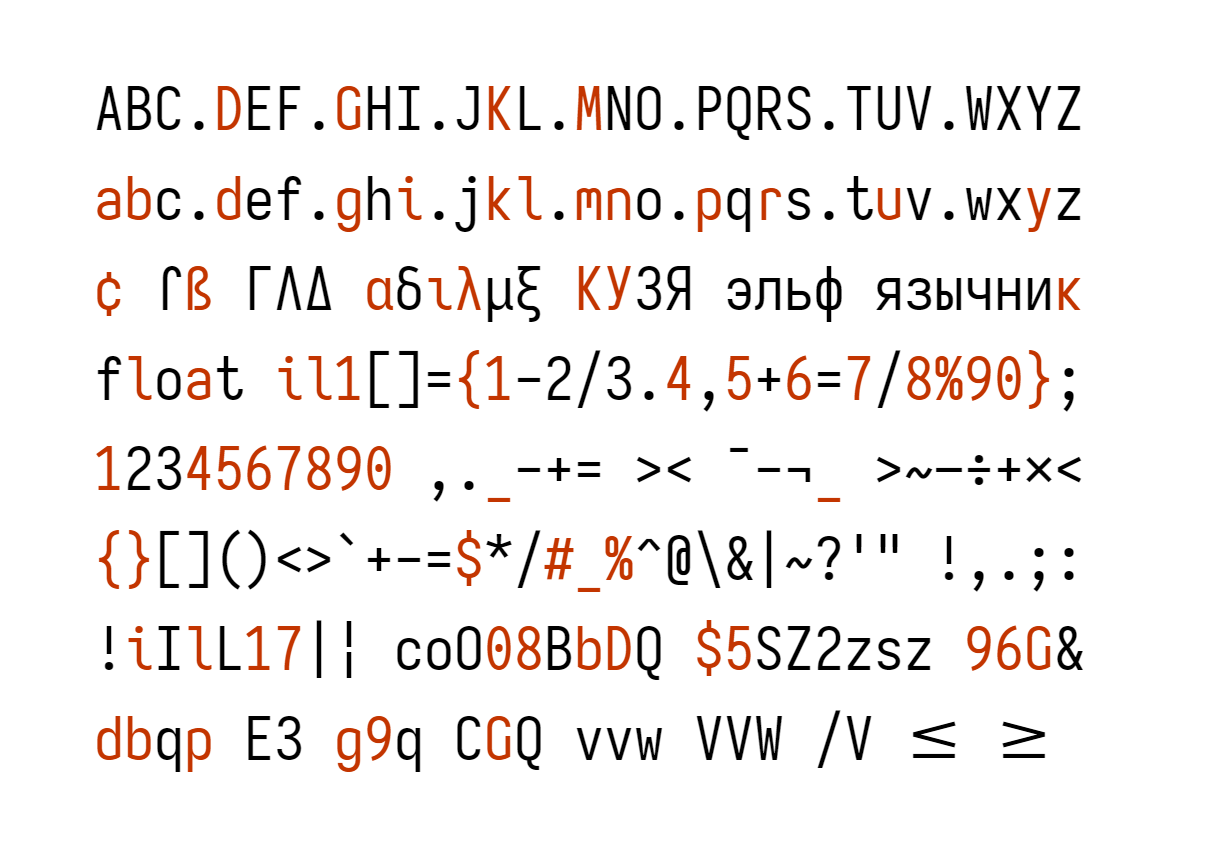 ABC.DEF.GHI.JKL.MNO.PQRS.TUV.WXYZ
abc.def.ghi.jkl.mno.pqrs.tuv.wxyz
¢ ſß ΓΛΔ αδιλμξ КУЗЯ эльф язычник
float il1[]={1-2/3.4,5+6=7/8%90};
1234567890 ,._-+= >< ¯-¬_ >~–÷+×<
{}[]()<>`+-=$*/#_%^@\&|~?'" !,.;:
!iIlL17|¦ coO08BbDQ $5SZ2zsz 96G&
dbqp E3 g9q CGQ vvw VVW /V ≤ ≥